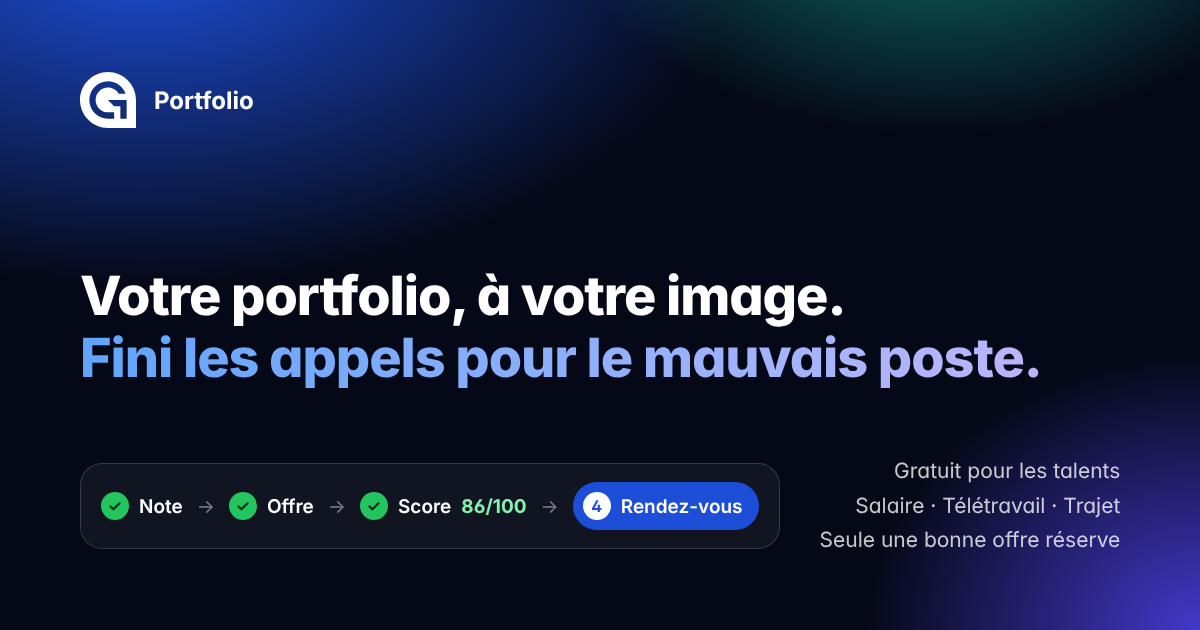 Portfolio
Votre portfolio, à votre image.
Fini les appels pour le mauvais poste.
Note → Offre → Score 86/100 → 4 Rendez-vous
Gratuit pour les talents
Salaire · Télétravail · Trajet
Seule une bonne offre réserve